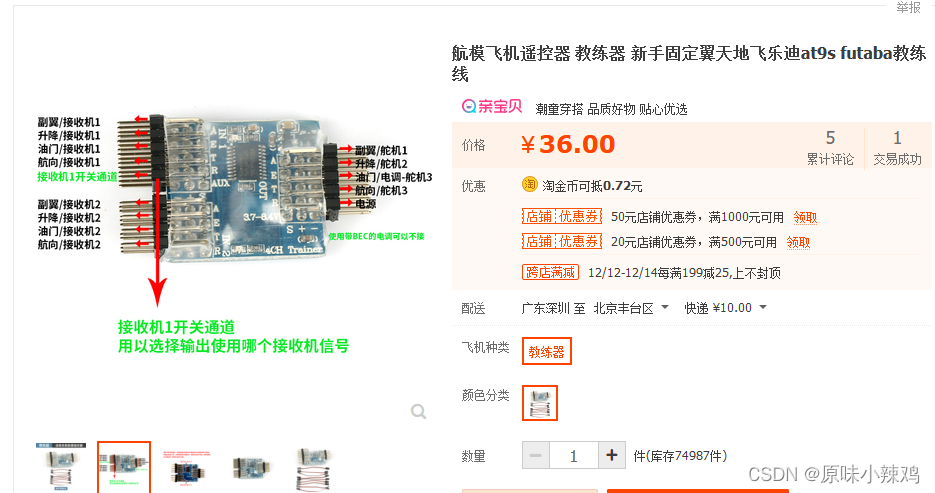 举报
航模飞机遥控器 教练器 新手固定翼天地飞乐迪at9s futaba教练
线
亲宝贝 潮童穿搭 品质好物 贴心优选
价格 ¥36.00
5 累计评论
1 交易成功
优惠 淘 淘金币可抵0.72元
店铺 优惠券 50元店铺优惠券，满1000元可用 领取
店铺 优惠券 20元店铺优惠券，满500元可用 领取
跨店满减 12/12-12/14每满199减25,上不封顶
配送 广东深圳 至 北京丰台区 快递 ¥10.00
飞机种类 教练器
颜色分类
数量 1 件(库存74987件)
副翼/接收机1
升降/接收机1
油门/接收机1
航向/接收机1
接收机1开关通道
副翼/接收机2
升降/接收机2
油门/接收机2
航向/接收机2
A
E
T
R
AUX
IN1
A
E
T
R
IN2
OUT
A
E
T
R
3.7-8.4V
S + −
4CH Trainer
副翼/舵机1
升降/舵机2
油门/电调-舵机3
航向/舵机3
电源
使用带BEC的电调可以不接
接收机1开关通道
用以选择输出使用哪个接收机信号
CSDN @原味小辣鸡